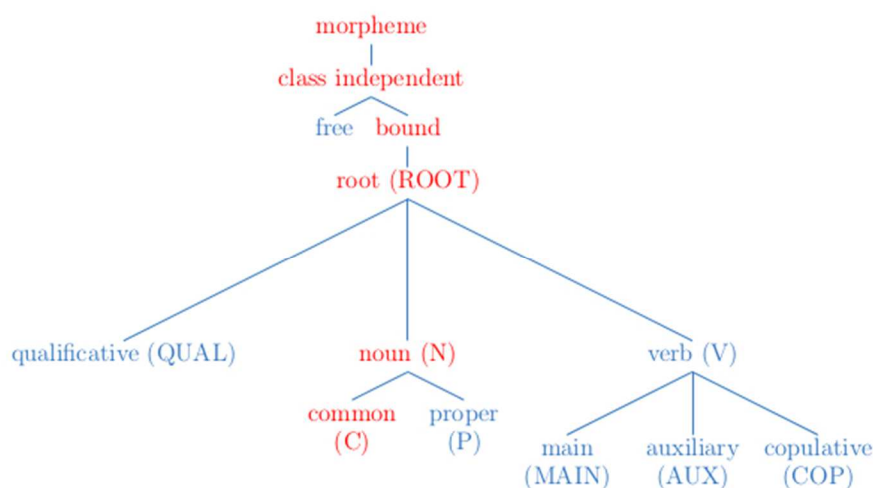 morpheme
class independent
free bound
root (ROOT)
qualificative (QUAL) noun (N) verb (V)
common proper
(C) (P)
main auxiliary copulative
(MAIN) (AUX) (COP)